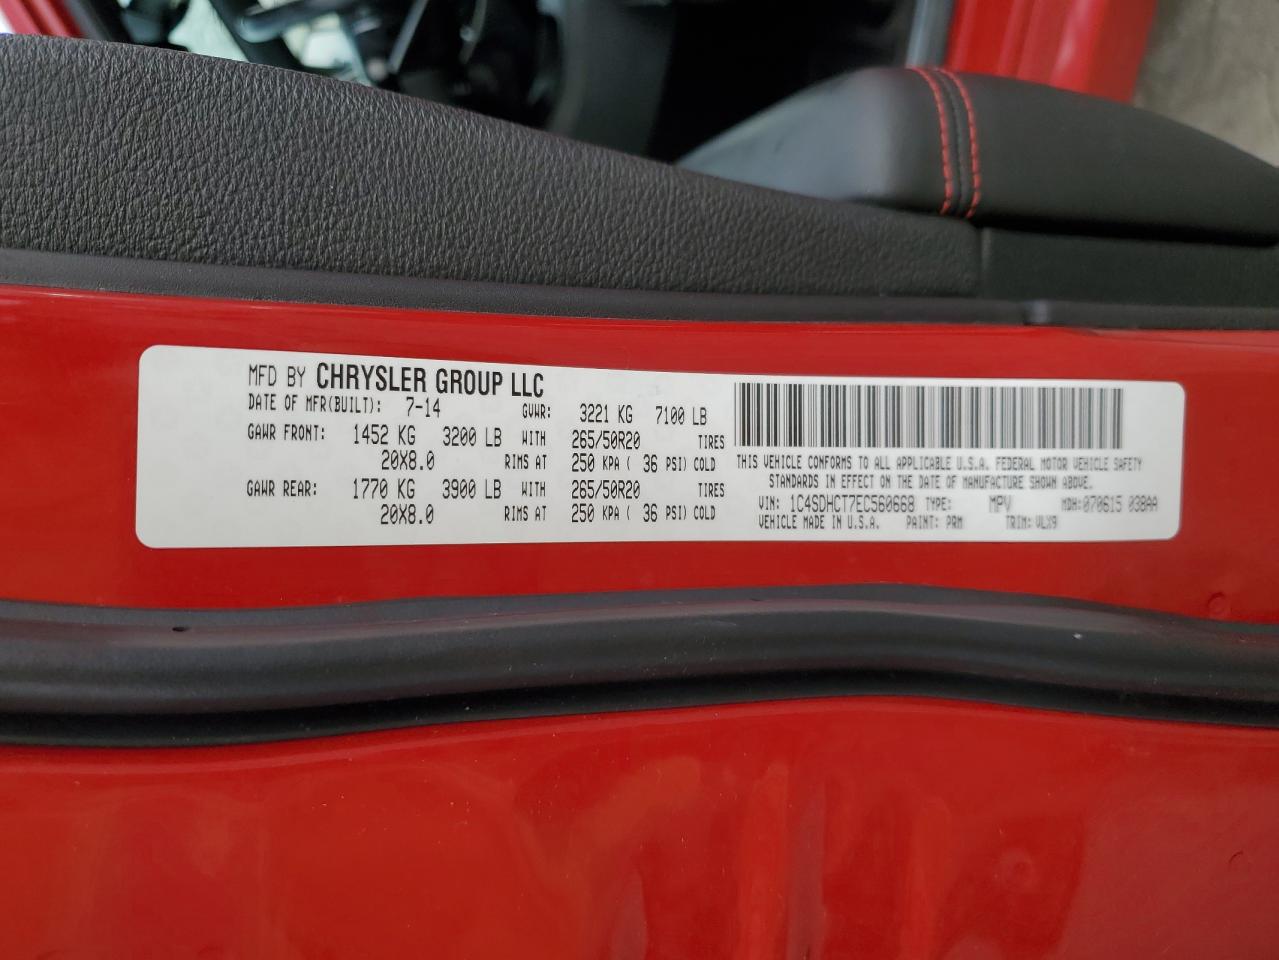 MFD BY CHRYSLER GROUP LLC
DATE OF MFR(BUILT): 7-14 GVWR: 3221 KG 7100 LB
GAWR FRONT: 1452 KG 3200 LB WITH 265/50R20 TIRES
20X8.0 RIMS AT 250 KPA ( 36 PSI) COLD
GAWR REAR: 1770 KG 3900 LB WITH 265/50R20 TIRES
20X8.0 RIMS AT 250 KPA ( 36 PSI) COLD
THIS VEHICLE CONFORMS TO ALL APPLICABLE U.S.A. FEDERAL MOTOR VEHICLE SAFETY
STANDARDS IN EFFECT ON THE DATE OF MANUFACTURE SHOWN ABOVE.
VIN: 1C4SDHCT7EC560668 TYPE: MPV MDH:070615 038AA
VEHICLE MADE IN U.S.A. PAINT: PRM TRIM: VLX9